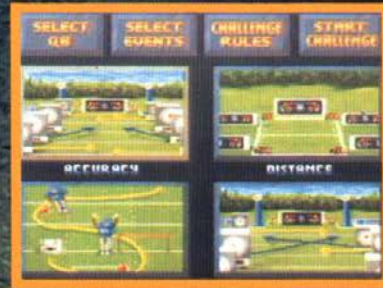 SELECT QB
SELECT EVENTS
CHALLENGE RULES
START CHALLENGE
ACCURACY
DISTANCE